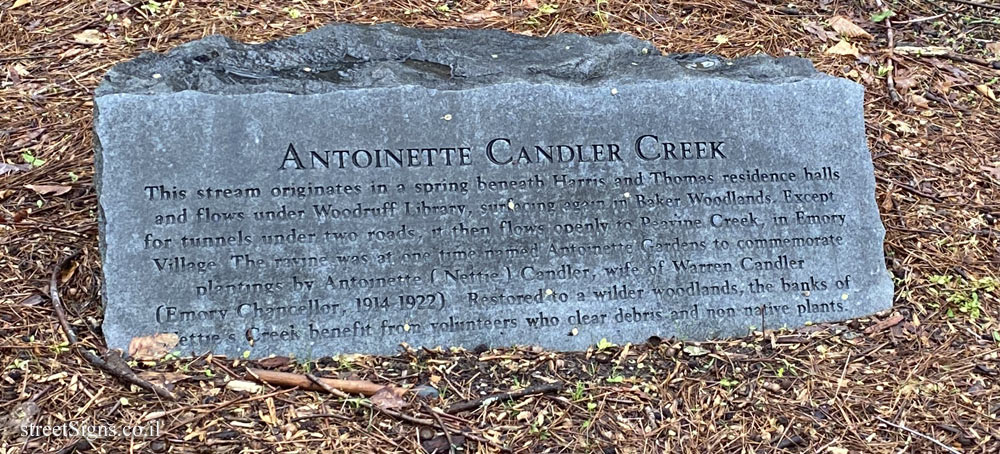 ANTOINETTE CANDLER CREEK
This stream originates in a spring beneath Harris and Thomas residence halls
and flows under Woodruff Library, surfacing again in Baker Woodlands. Except
for tunnels under two roads, it then flows openly to Peavine Creek, in Emory
Village. The ravine was at one time named Antoinette Gardens to commemorate
plantings by Antoinette (Nettie) Candler, wife of Warren Candler
(Emory Chancellor, 1914-1922). Restored to a wilder woodlands, the banks of
Nettie's Creek benefit from volunteers who clear debris and non native plants.
streetSigns.co.il